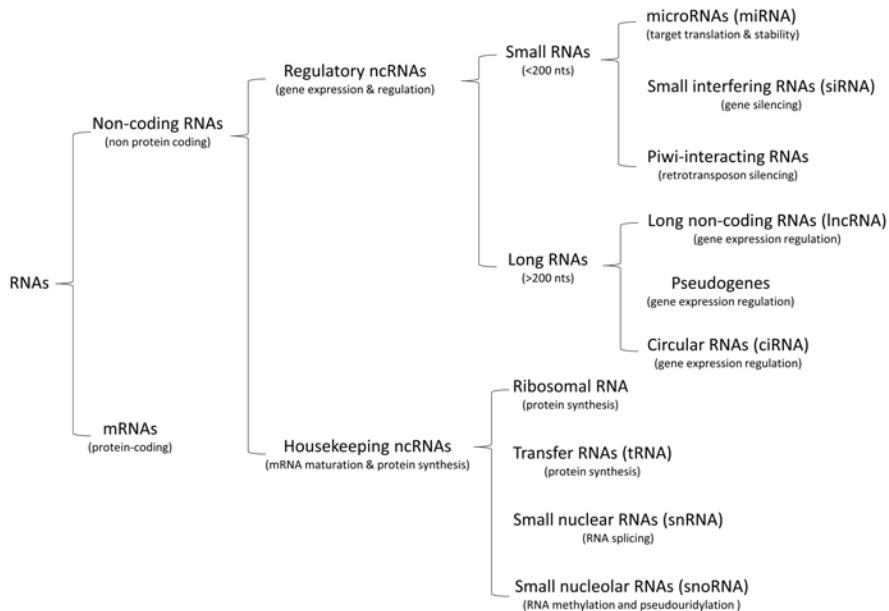 microRNAs (miRNA)
(target translation & stability)
Small RNAs
(<200 nts)
Regulatory ncRNAs
(gene expression & regulation)
Small interfering RNAs (siRNA)
(gene silencing)
Non-coding RNAs
(non protein coding)
Piwi-interacting RNAs
(retrotransposon silencing)
Long non-coding RNAs (lncRNA)
(gene expression regulation)
Long RNAs
(>200 nts)
RNAs
Pseudogenes
(gene expression regulation)
Circular RNAs (ciRNA)
(gene expression regulation)
Ribosomal RNA
(protein synthesis)
mRNAs
(protein-coding)
Housekeeping ncRNAs
(mRNA maturation & protein synthesis)
Transfer RNAs (tRNA)
(protein synthesis)
Small nuclear RNAs (snRNA)
(RNA splicing)
Small nucleolar RNAs (snoRNA)
(RNA methylation and pseudouridylation )